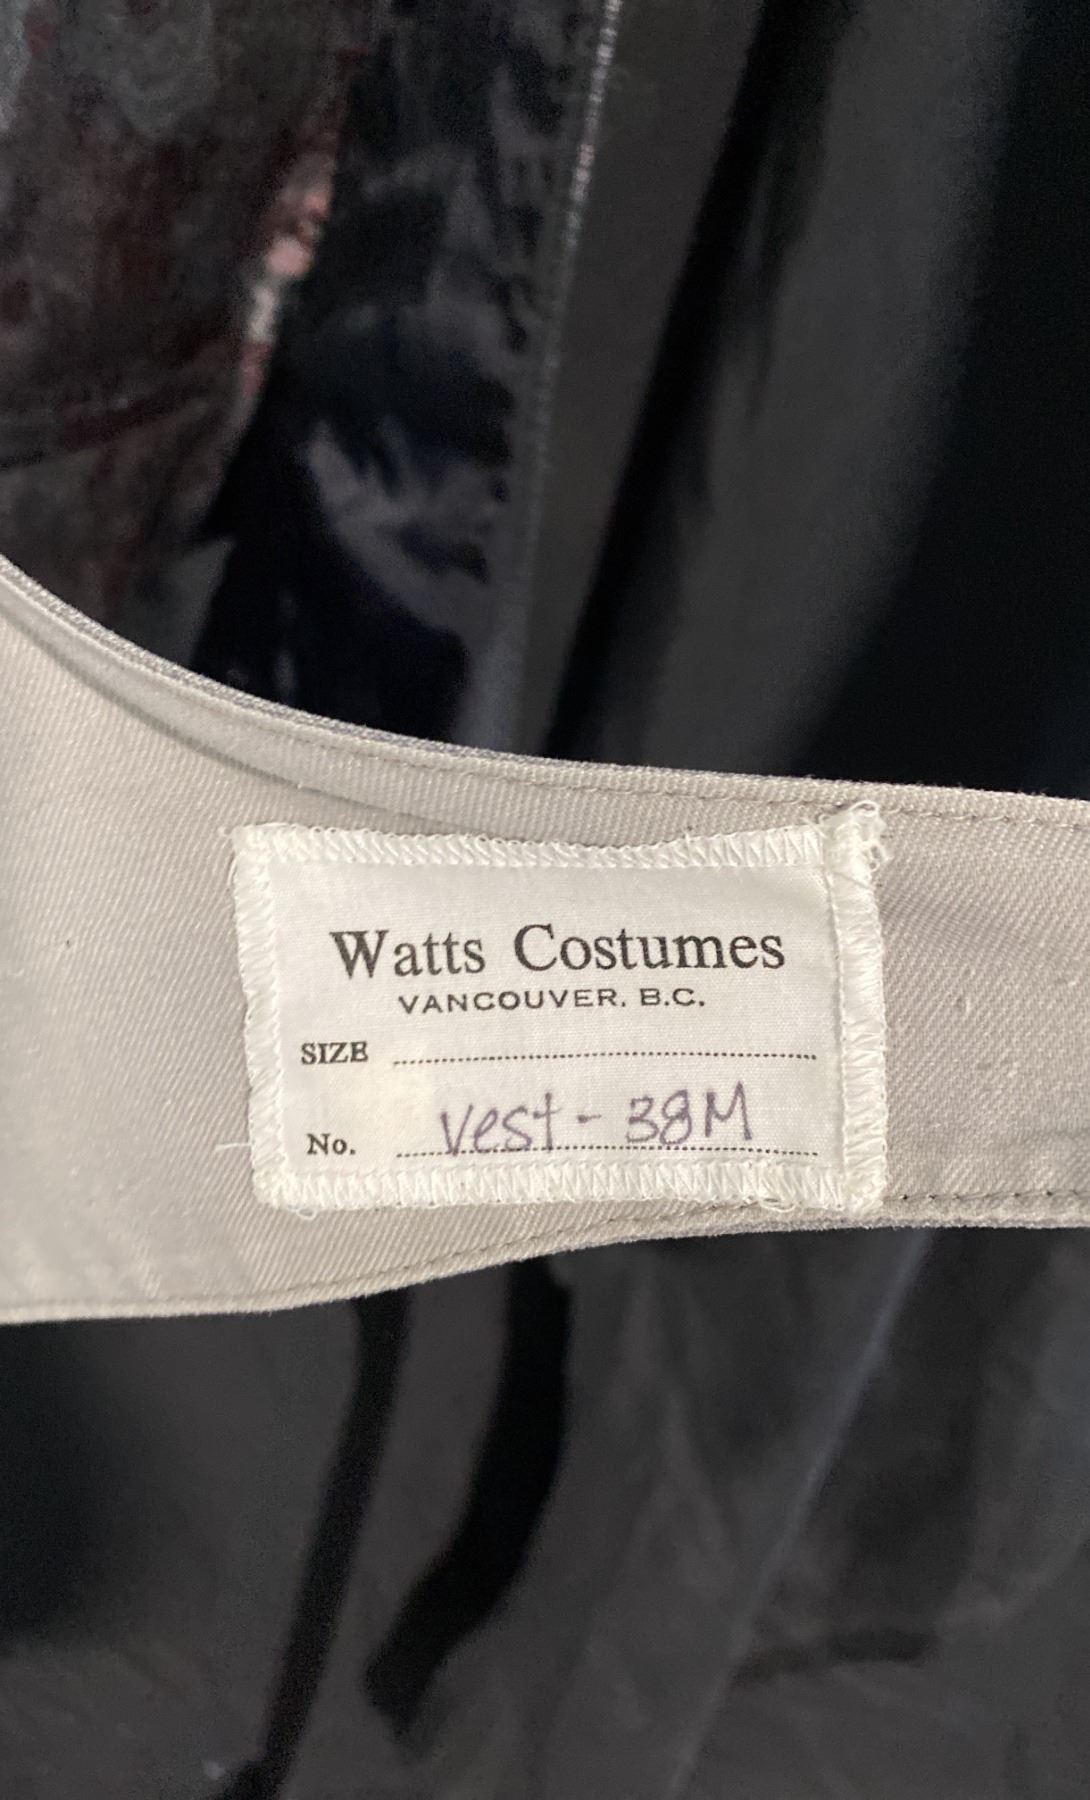 Watts Costumes
VANCOUVER, B.C.
SIZE
No. Vest - 38M